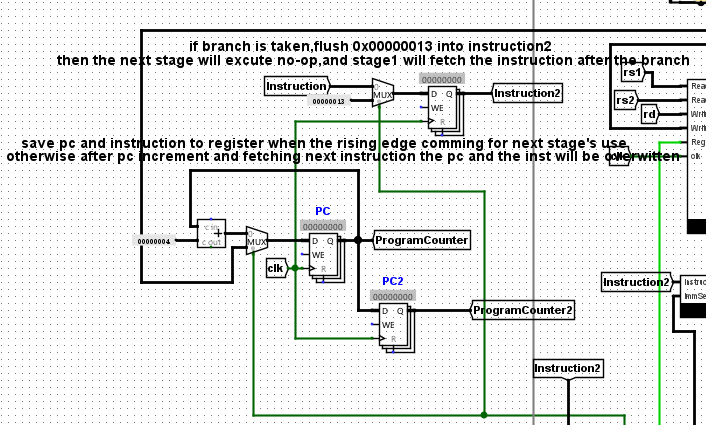 if branch is taken,flush 0x00000013 into instruction2
then the next stage will excute no-op,and stage1 will fetch the instruction after the branch
rs1
00000000
Instruction
MUX
D Q
Instruction2
Rea
00000013
WE
rs2
Rea
R
rd
Writ
Writ
save pc and instruction to register when the rising edge comming for next stage's use
Reg
otherwise after pc increment and fetching next instruction the pc and the inst will be overwritten
clk
PC
00000000
c in
+
00000004
c out
MUX
D Q
ProgramCounter
WE
clk
R
PC2
Instruction2
Instruc
00000000
ImmSe
D Q
ProgramCounter2
WE
R
Instruction2